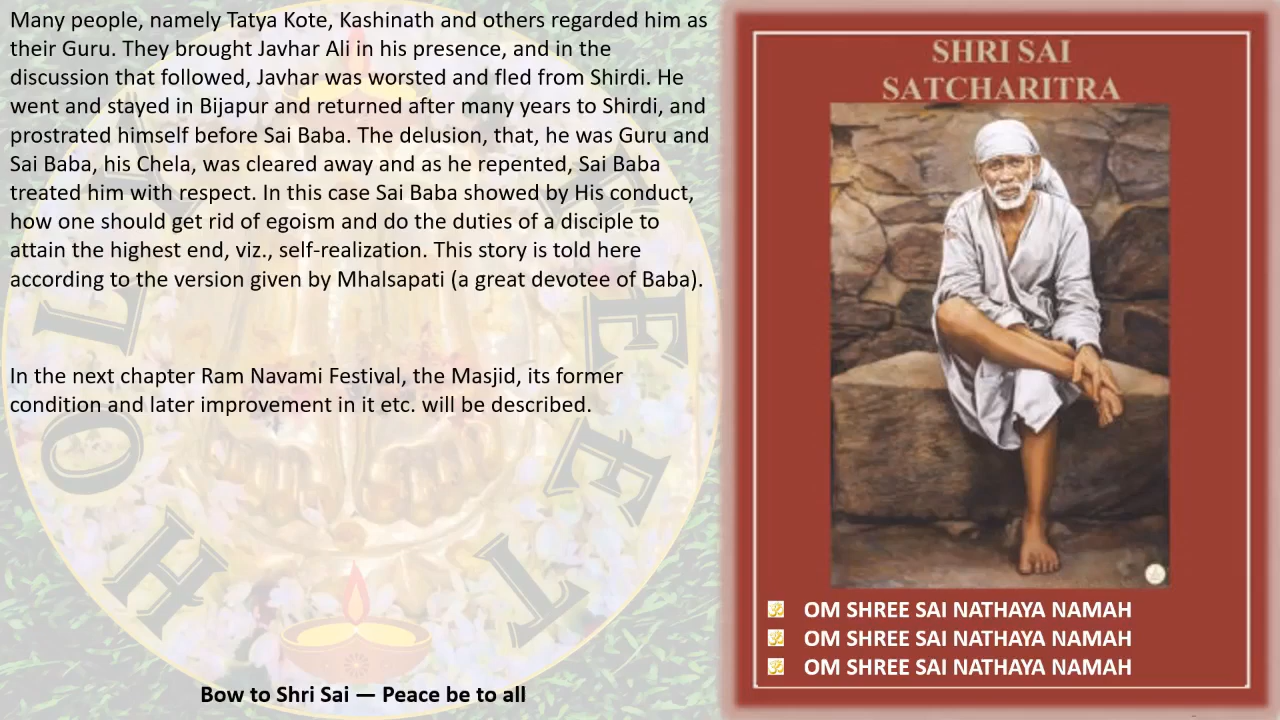 Many people, namely Tatya Kote, Kashinath and others regarded him as
their Guru. They brought Javhar Ali in his presence, and in the
discussion that followed, Javhar was worsted and fled from Shirdi. He
went and stayed in Bijapur and returned after many years to Shirdi, and
prostrated himself before Sai Baba. The delusion, that, he was Guru and
Sai Baba, his Chela, was cleared away and as he repented, Sai Baba
treated him with respect. In this case Sai Baba showed by His conduct,
how one should get rid of egoism and do the duties of a disciple to
attain the highest end, viz., self-realization. This story is told here
according to the version given by Mhalsapati (a great devotee of Baba).
In the next chapter Ram Navami Festival, the Masjid, its former
condition and later improvement in it etc. will be described.
Bow to Shri Sai — Peace be to all
SHRI SAI
SATCHARITRA
🕉 OM SHREE SAI NATHAYA NAMAH
🕉 OM SHREE SAI NATHAYA NAMAH
🕉 OM SHREE SAI NATHAYA NAMAH